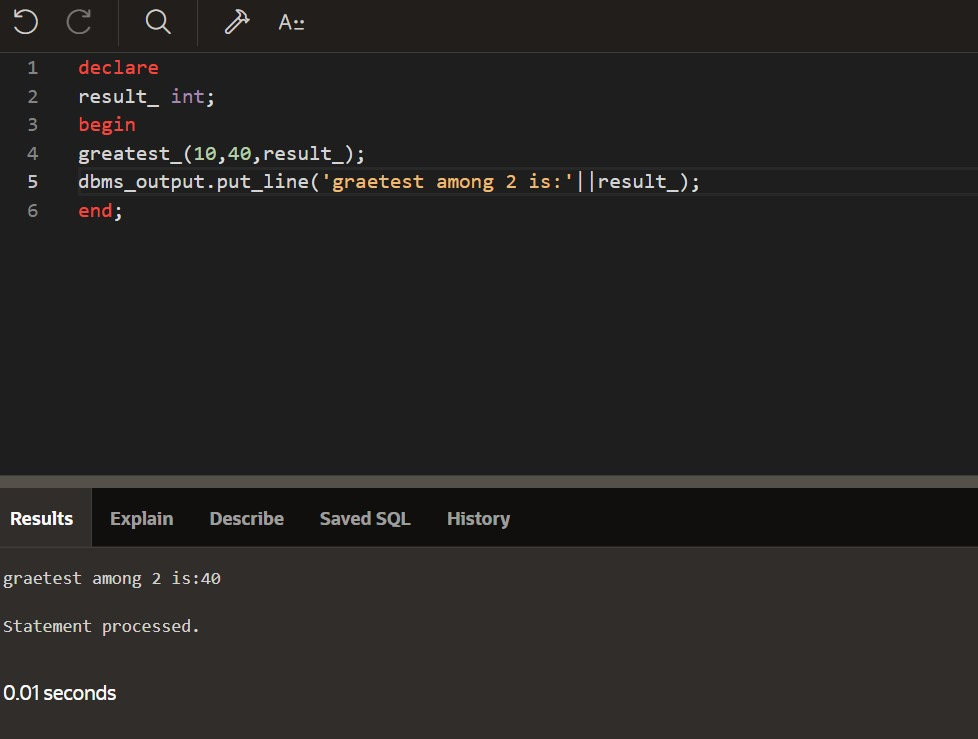 A::
1 declare
2 result_ int;
3 begin
4 greatest_(10,40,result_);
5 dbms_output.put_line('graetest among 2 is:'||result_);
6 end;
Results Explain Describe Saved SQL History
graetest among 2 is:40
Statement processed.
0.01 seconds